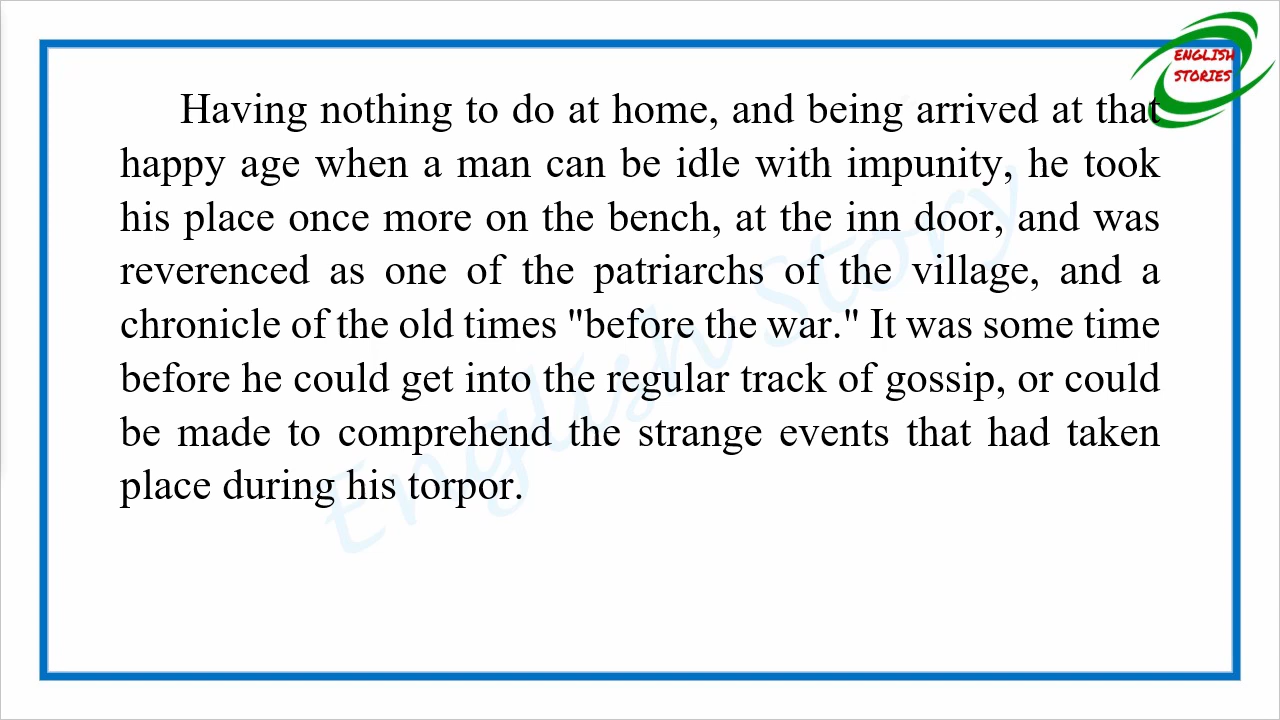 ENGLISH
STORIES
Having nothing to do at home, and being arrived at that
happy age when a man can be idle with impunity, he took
his place once more on the bench, at the inn door, and was
reverenced as one of the patriarchs of the village, and a
chronicle of the old times "before the war." It was some time
before he could get into the regular track of gossip, or could
be made to comprehend the strange events that had taken
place during his torpor.
English Story